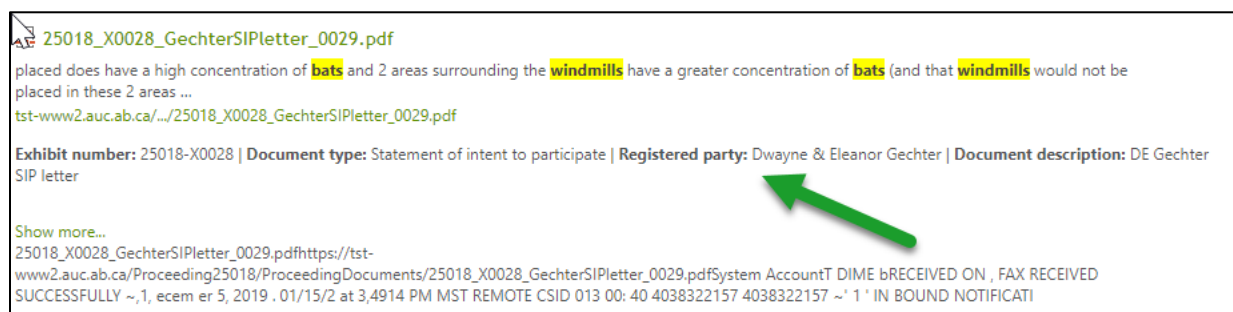 25018_X0028_GechterSIPletter_0029.pdf
placed does have a high concentration of bats and 2 areas surrounding the windmills have a greater concentration of bats (and that windmills would not be
placed in these 2 areas ...
tst-www2.auc.ab.ca/.../25018_X0028_GechterSIPletter_0029.pdf
Exhibit number: 25018-X0028 | Document type: Statement of intent to participate | Registered party: Dwayne & Eleanor Gechter | Document description: DE Gechter
SIP letter
Show more...
25018_X0028_GechterSIPletter_0029.pdfhttps://tst-
www2.auc.ab.ca/Proceeding25018/ProceedingDocuments/25018_X0028_GechterSIPletter_0029.pdfSystem AccountT DIME bRECEIVED ON , FAX RECEIVED
SUCCESSFULLY ~,1, ecem er 5, 2019 . 01/15/2 at 3,4914 PM MST REMOTE CSID 013 00: 40 4038322157 4038322157 ~' 1 ' IN BOUND NOTIFICATI